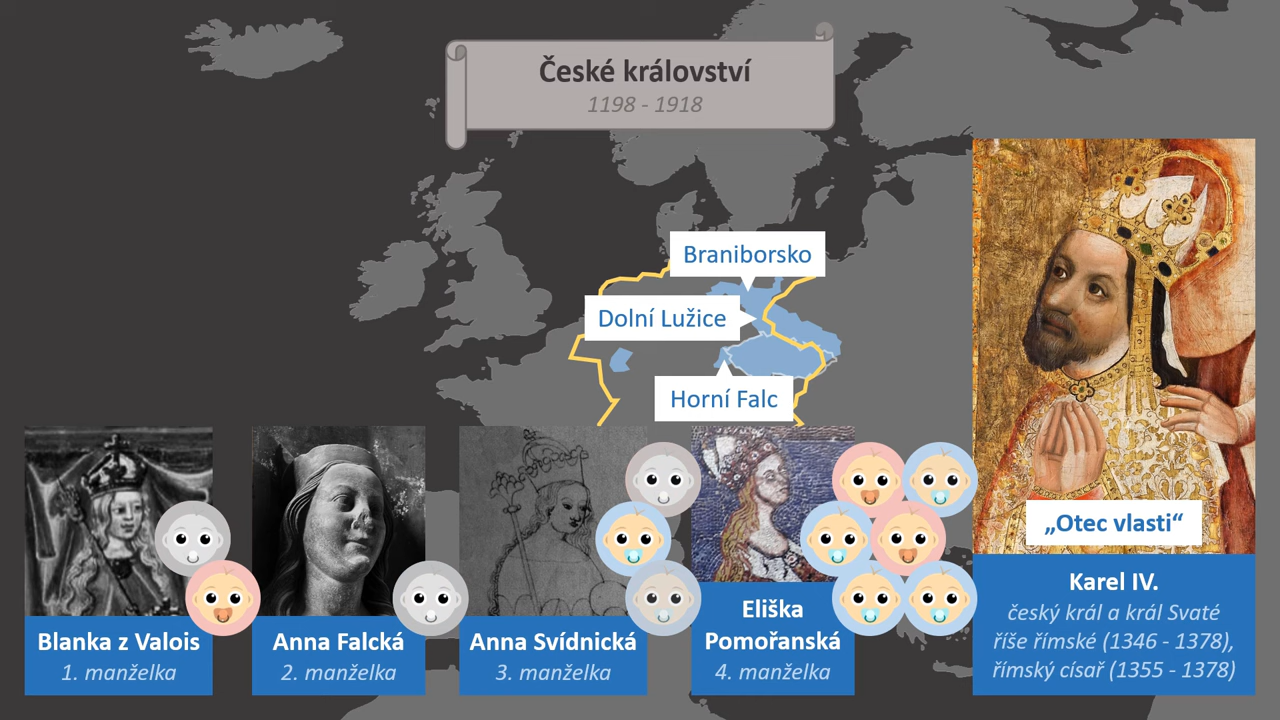 České království
1198 - 1918
Braniborsko
Dolní Lužice
Horní Falc
Blanka z Valois
1. manželka
Anna Falcká
2. manželka
Anna Svídnická
3. manželka
Eliška
Pomořanská
4. manželka
„Otec vlasti“
Karel IV.
český král a král Svaté
říše římské (1346 - 1378),
římský císař (1355 - 1378)